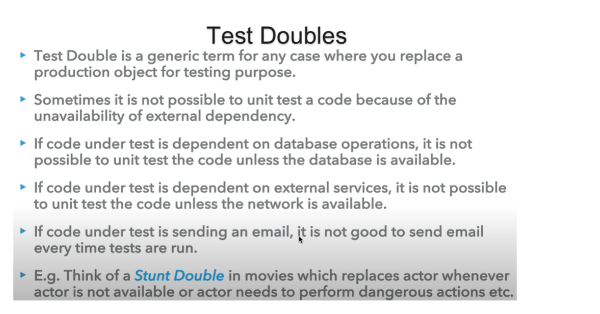 Test Doubles
▸ Test Double is a generic term for any case where you replace a
production object for testing purpose.
▸ Sometimes it is not possible to unit test a code because of the
unavailability of external dependency.
▸ If code under test is dependent on database operations, it is not
possible to unit test the code unless the database is available.
▸ If code under test is dependent on external services, it is not possible
to unit test the code unless the network is available.
▸ If code under test is sending an email, it is not good to send email
every time tests are run.
▸ E.g. Think of a Stunt Double in movies which replaces actor whenever
actor is not available or actor needs to perform dangerous actions etc.